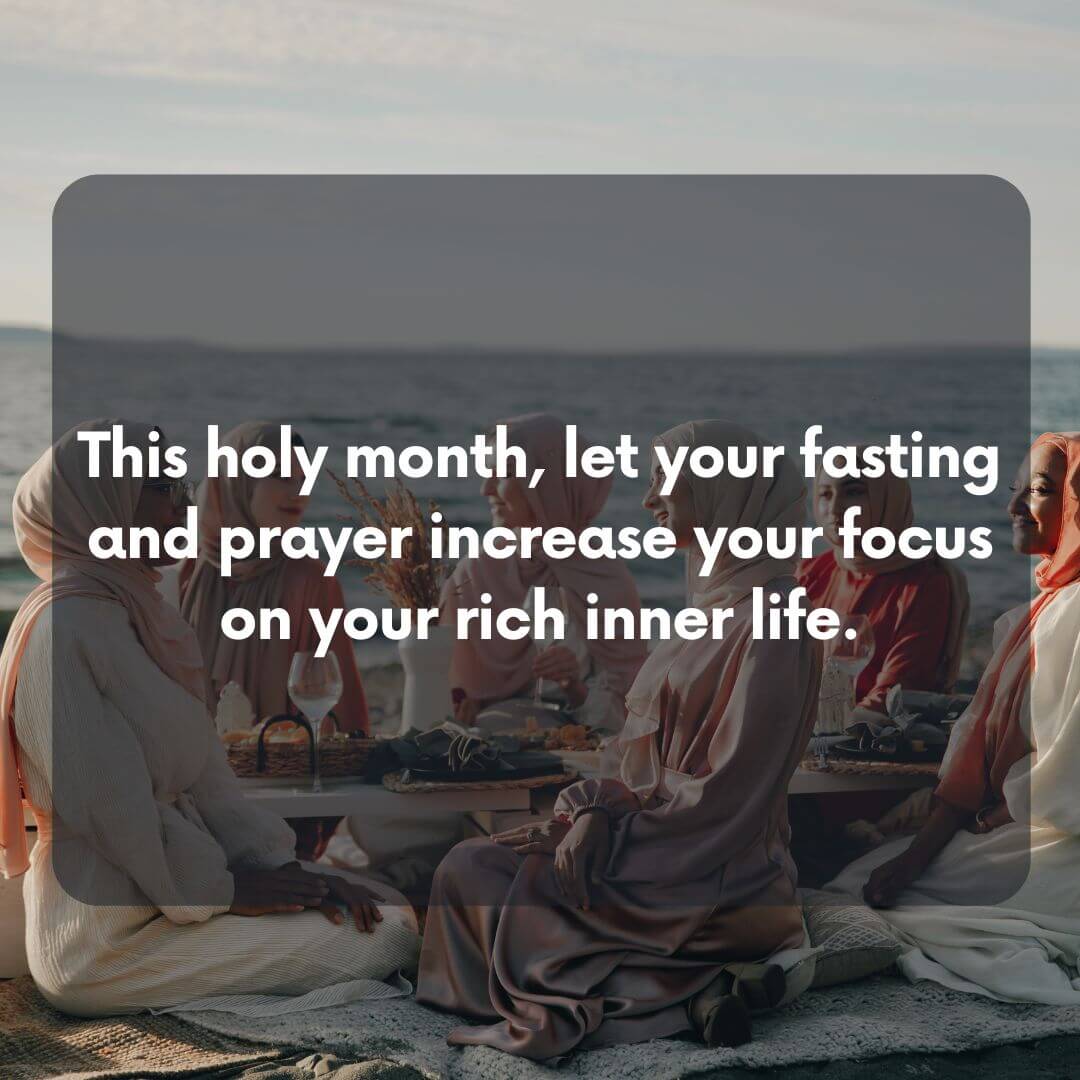 This holy month, let your fasting
and prayer increase your focus
on your rich inner life.